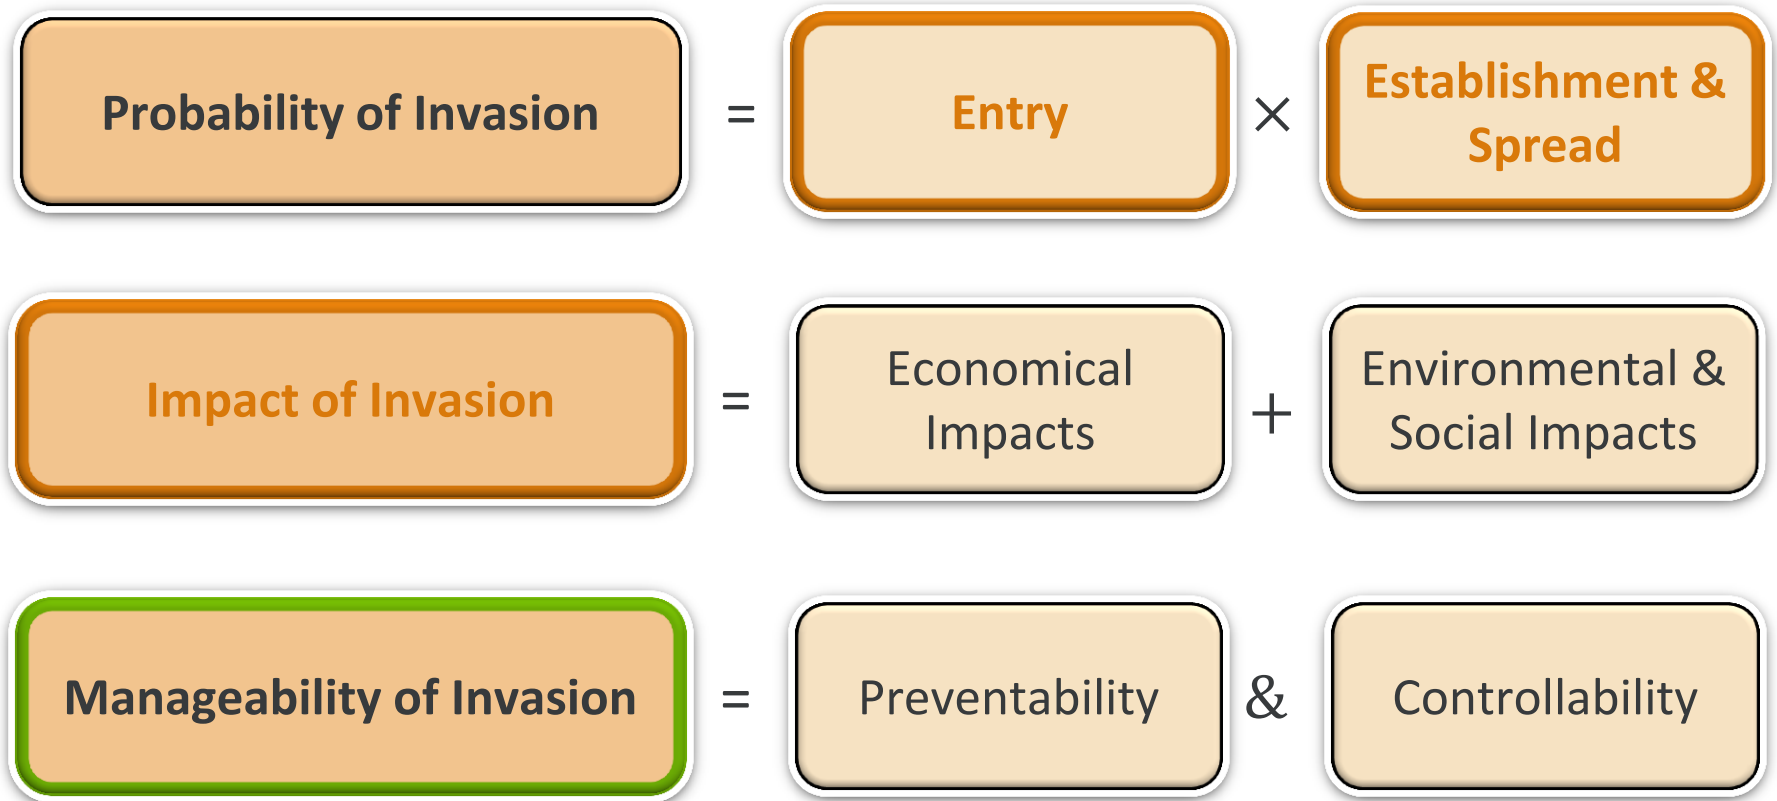 Probability of Invasion = Entry × Establishment &
Spread
Impact of Invasion = Economical
Impacts + Environmental &
Social Impacts
Manageability of Invasion = Preventability & Controllability